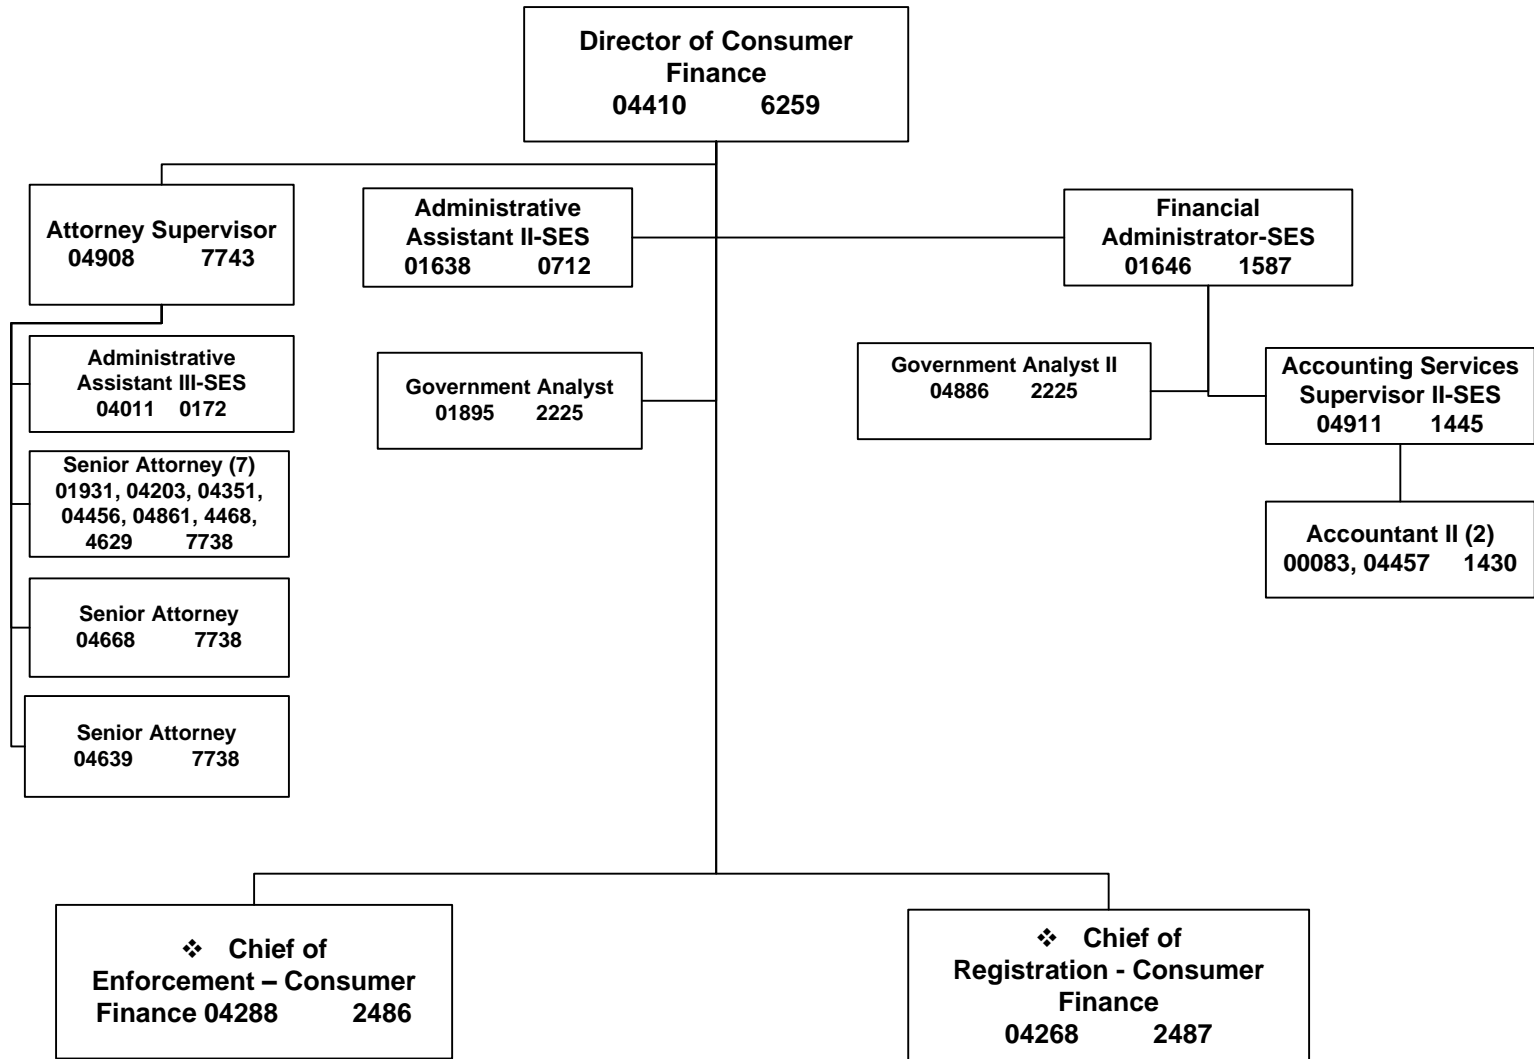 Director of Consumer
Finance
04410 6259
Attorney Supervisor
04908 7743
Administrative
Assistant II-SES
01638 0712
Financial
Administrator-SES
01646 1587
Administrative
Assistant III-SES
04011 0172
Government Analyst
01895 2225
Government Analyst II
04886 2225
Accounting Services
Supervisor II-SES
04911 1445
Senior Attorney (7)
01931, 04203, 04351,
04456, 04861, 4468,
4629 7738
Accountant II (2)
00083, 04457 1430
Senior Attorney
04668 7738
Senior Attorney
04639 7738
❖ Chief of
Enforcement – Consumer
Finance 04288 2486
❖ Chief of
Registration - Consumer
Finance
04268 2487